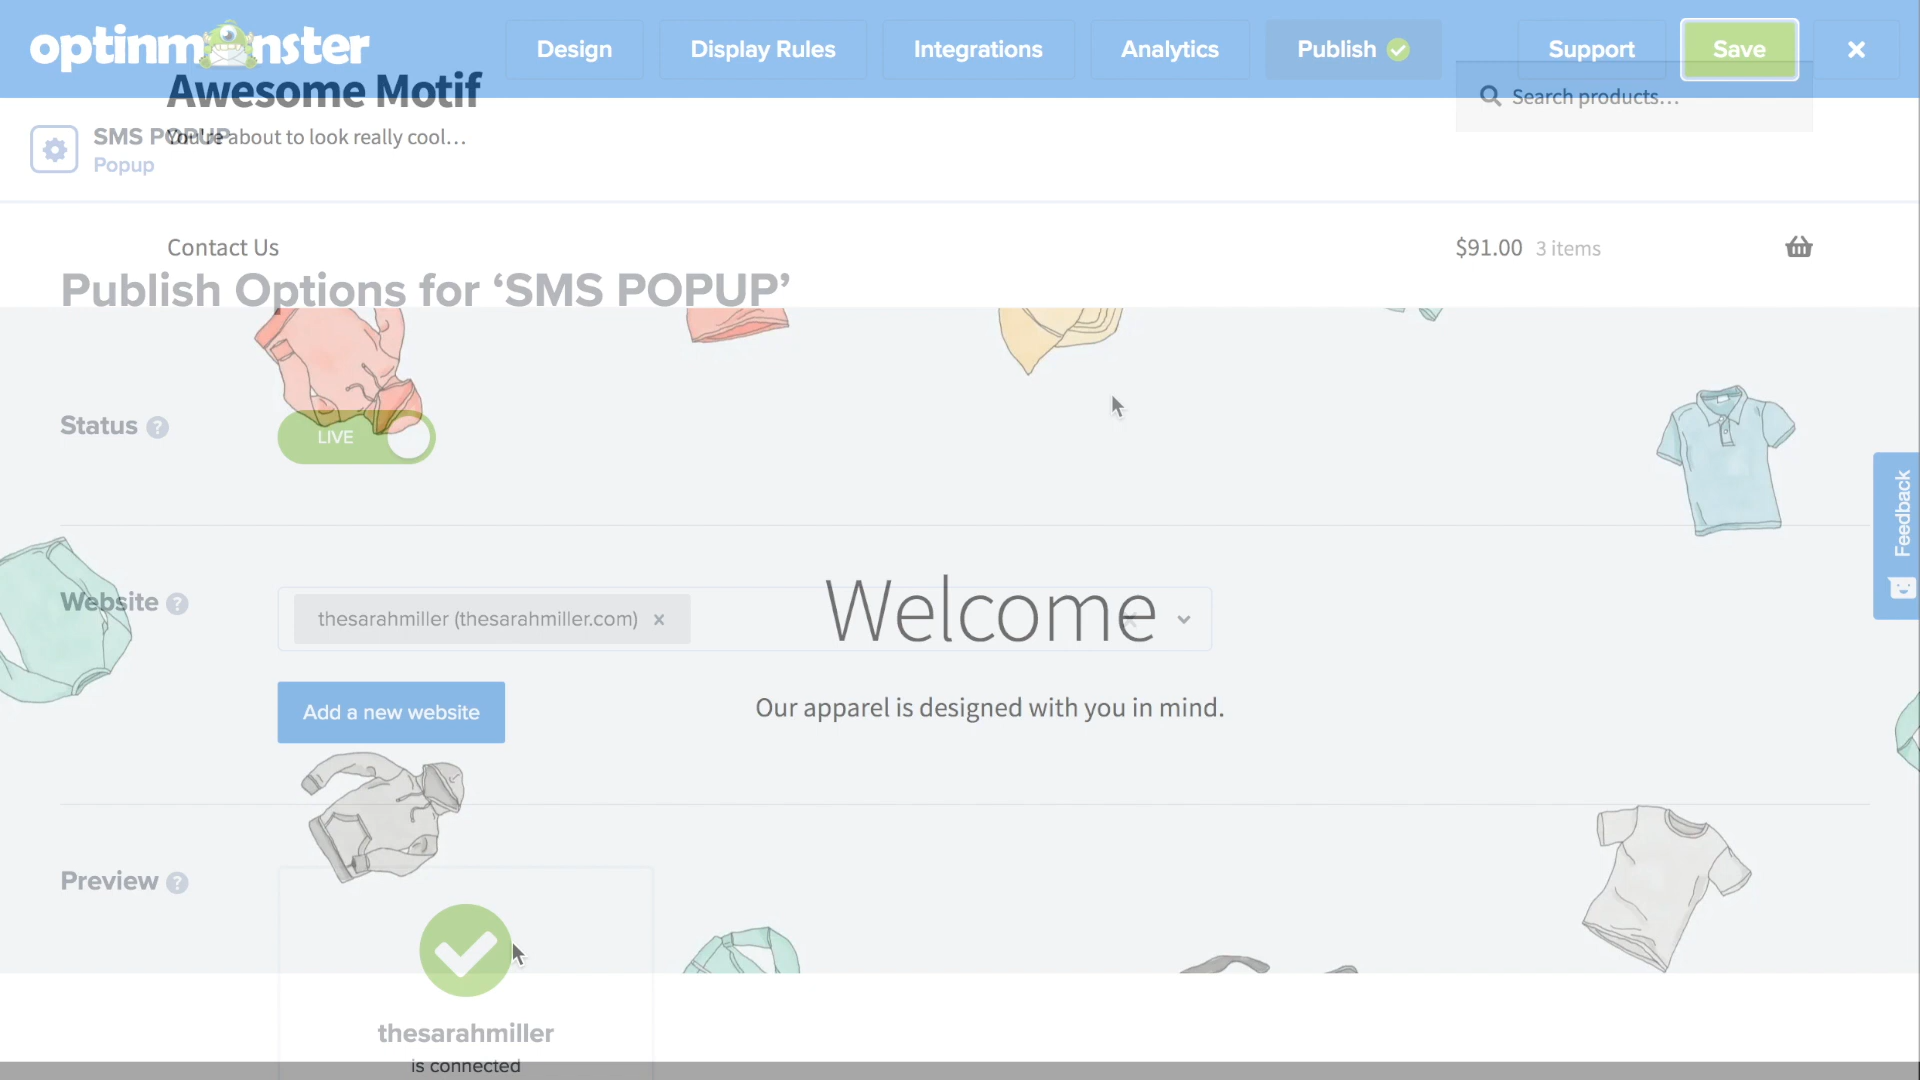 optinmonster
Design
Display Rules
Integrations
Analytics
Publish
Support
Save
Awesome Motif
Search products...
SMS POPUP
You're about to look really cool...
Popup
Contact Us
$91.00 3 items
Publish Options for ‘SMS POPUP’
Status ?
LIVE
Feedback
Website ?
thesarahmiller (thesarahmiller.com) ×
Welcome
Add a new website
Our apparel is designed with you in mind.
Preview ?
thesarahmiller
is connected